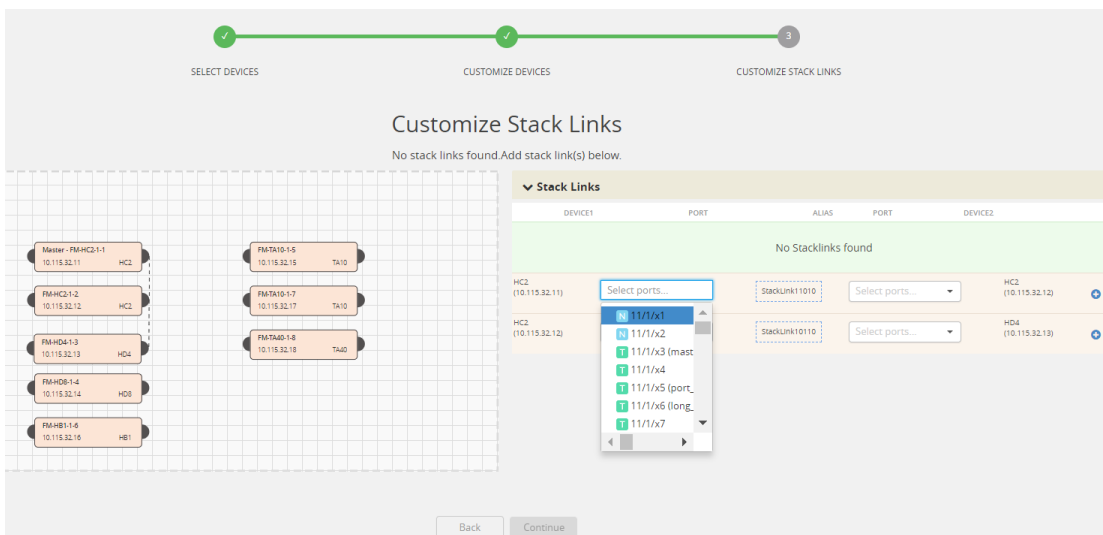 3
SELECT DEVICES
CUSTOMIZE DEVICES
CUSTOMIZE STACK LINKS
Customize Stack Links
No stack links found.Add stack link(s) below.
Master - FM-HC2-1-1
10.115.32.11 HC2
FM-HC2-1-2
10.115.32.12 HC2
FM-HD4-1-3
10.115.32.13 HD4
FM-HD8-1-4
10.115.32.14 HD8
FM-HB1-1-6
10.115.32.16 HB1
FM-TA10-1-5
10.115.32.15 TA10
FM-TA10-1-7
10.115.32.17 TA10
FM-TA40-1-8
10.115.32.18 TA40
Stack Links
DEVICE1 PORT ALIAS PORT DEVICE2
No Stacklinks found
HC2
(10.115.32.11)
Select ports...
StackLink11010
Select ports...
HC2
(10.115.32.12)
HC2
(10.115.32.12)
StackLink10110
Select ports...
HD4
(10.115.32.13)
N 11/1/x1
N 11/1/x2
T 11/1/x3 (mast
T 11/1/x4
T 11/1/x5 (port_
T 11/1/x6 (long_
T 11/1/x7
Back
Continue